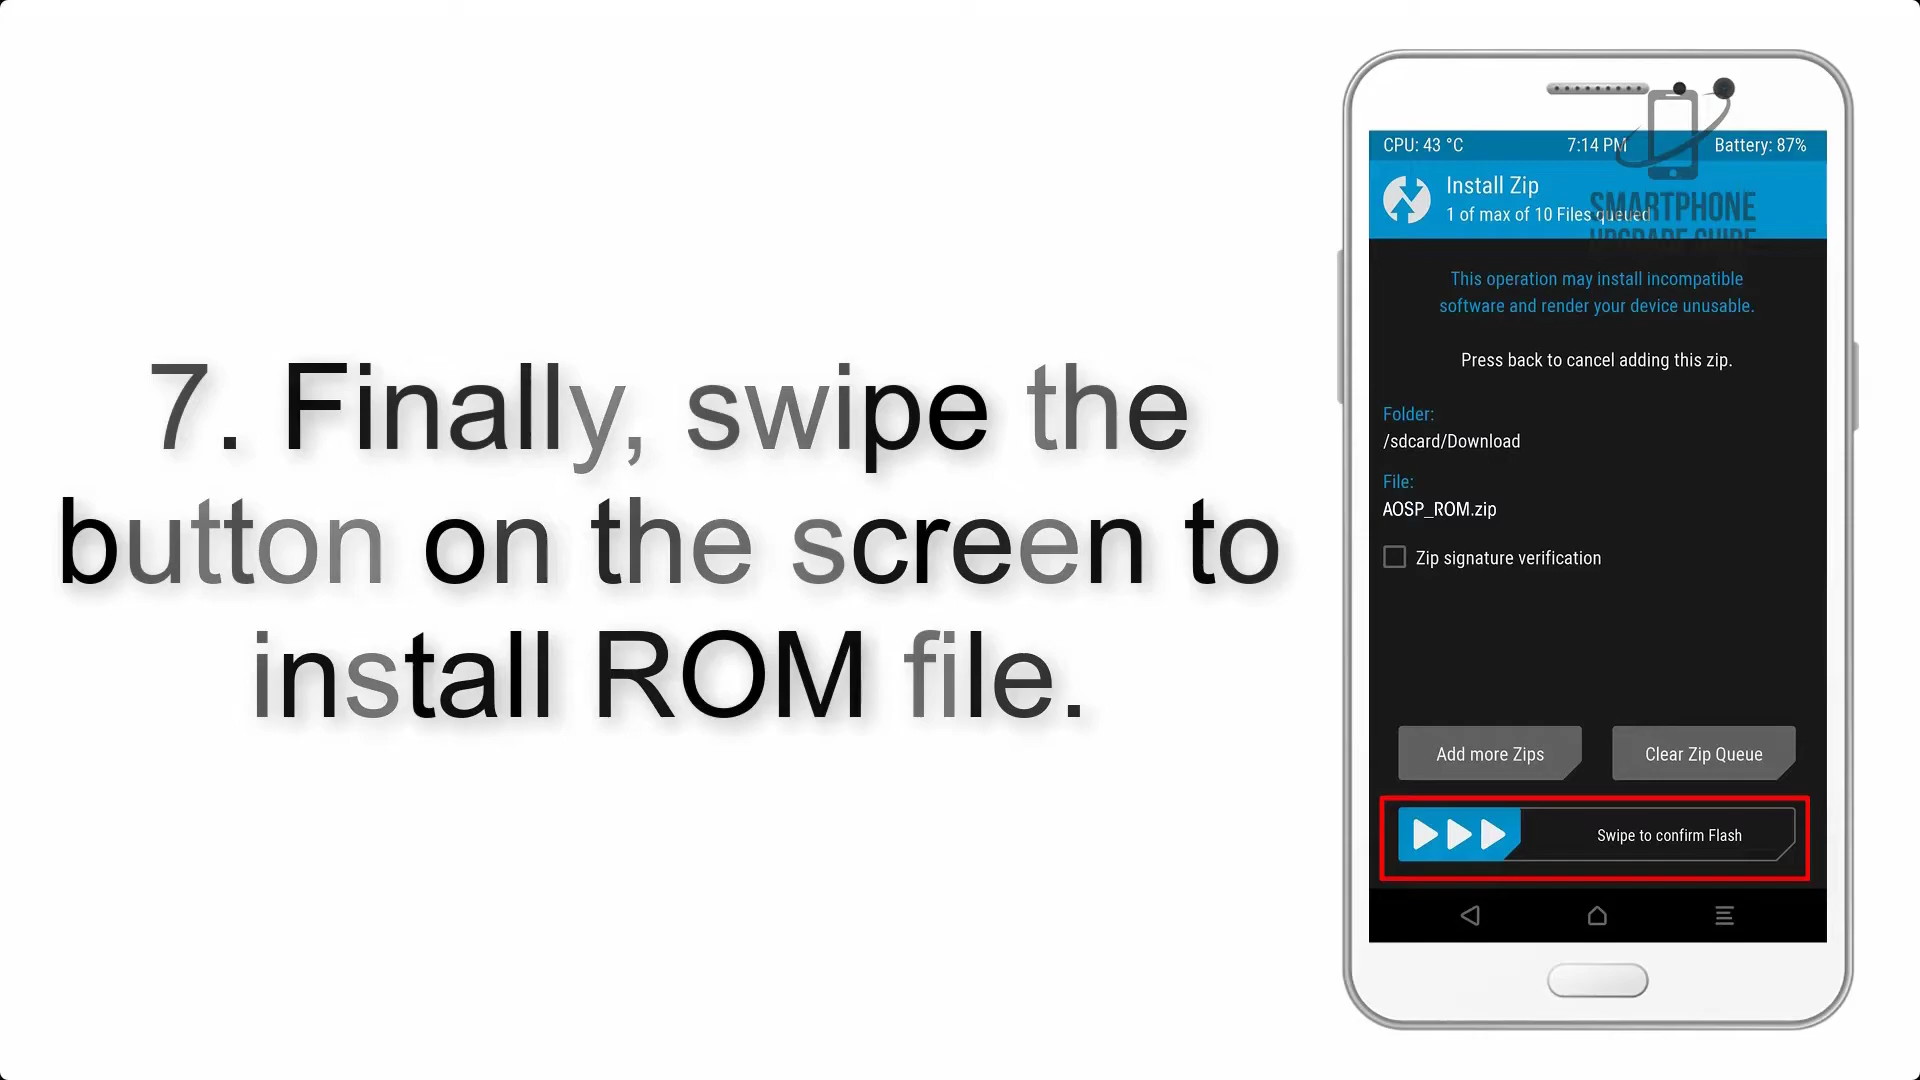 7. Finally, swipe the
button on the screen to
install ROM file.
CPU: 43 °C 7:14 PM Battery: 87%
Install Zip
1 of max of 10 Files queued
SMARTPHONE
UPGRADE GUIDE
This operation may install incompatible
software and render your device unusable.
Press back to cancel adding this zip.
Folder:
/sdcard/Download
File:
AOSP_ROM.zip
Zip signature verification
Add more Zips Clear Zip Queue
Swipe to confirm Flash